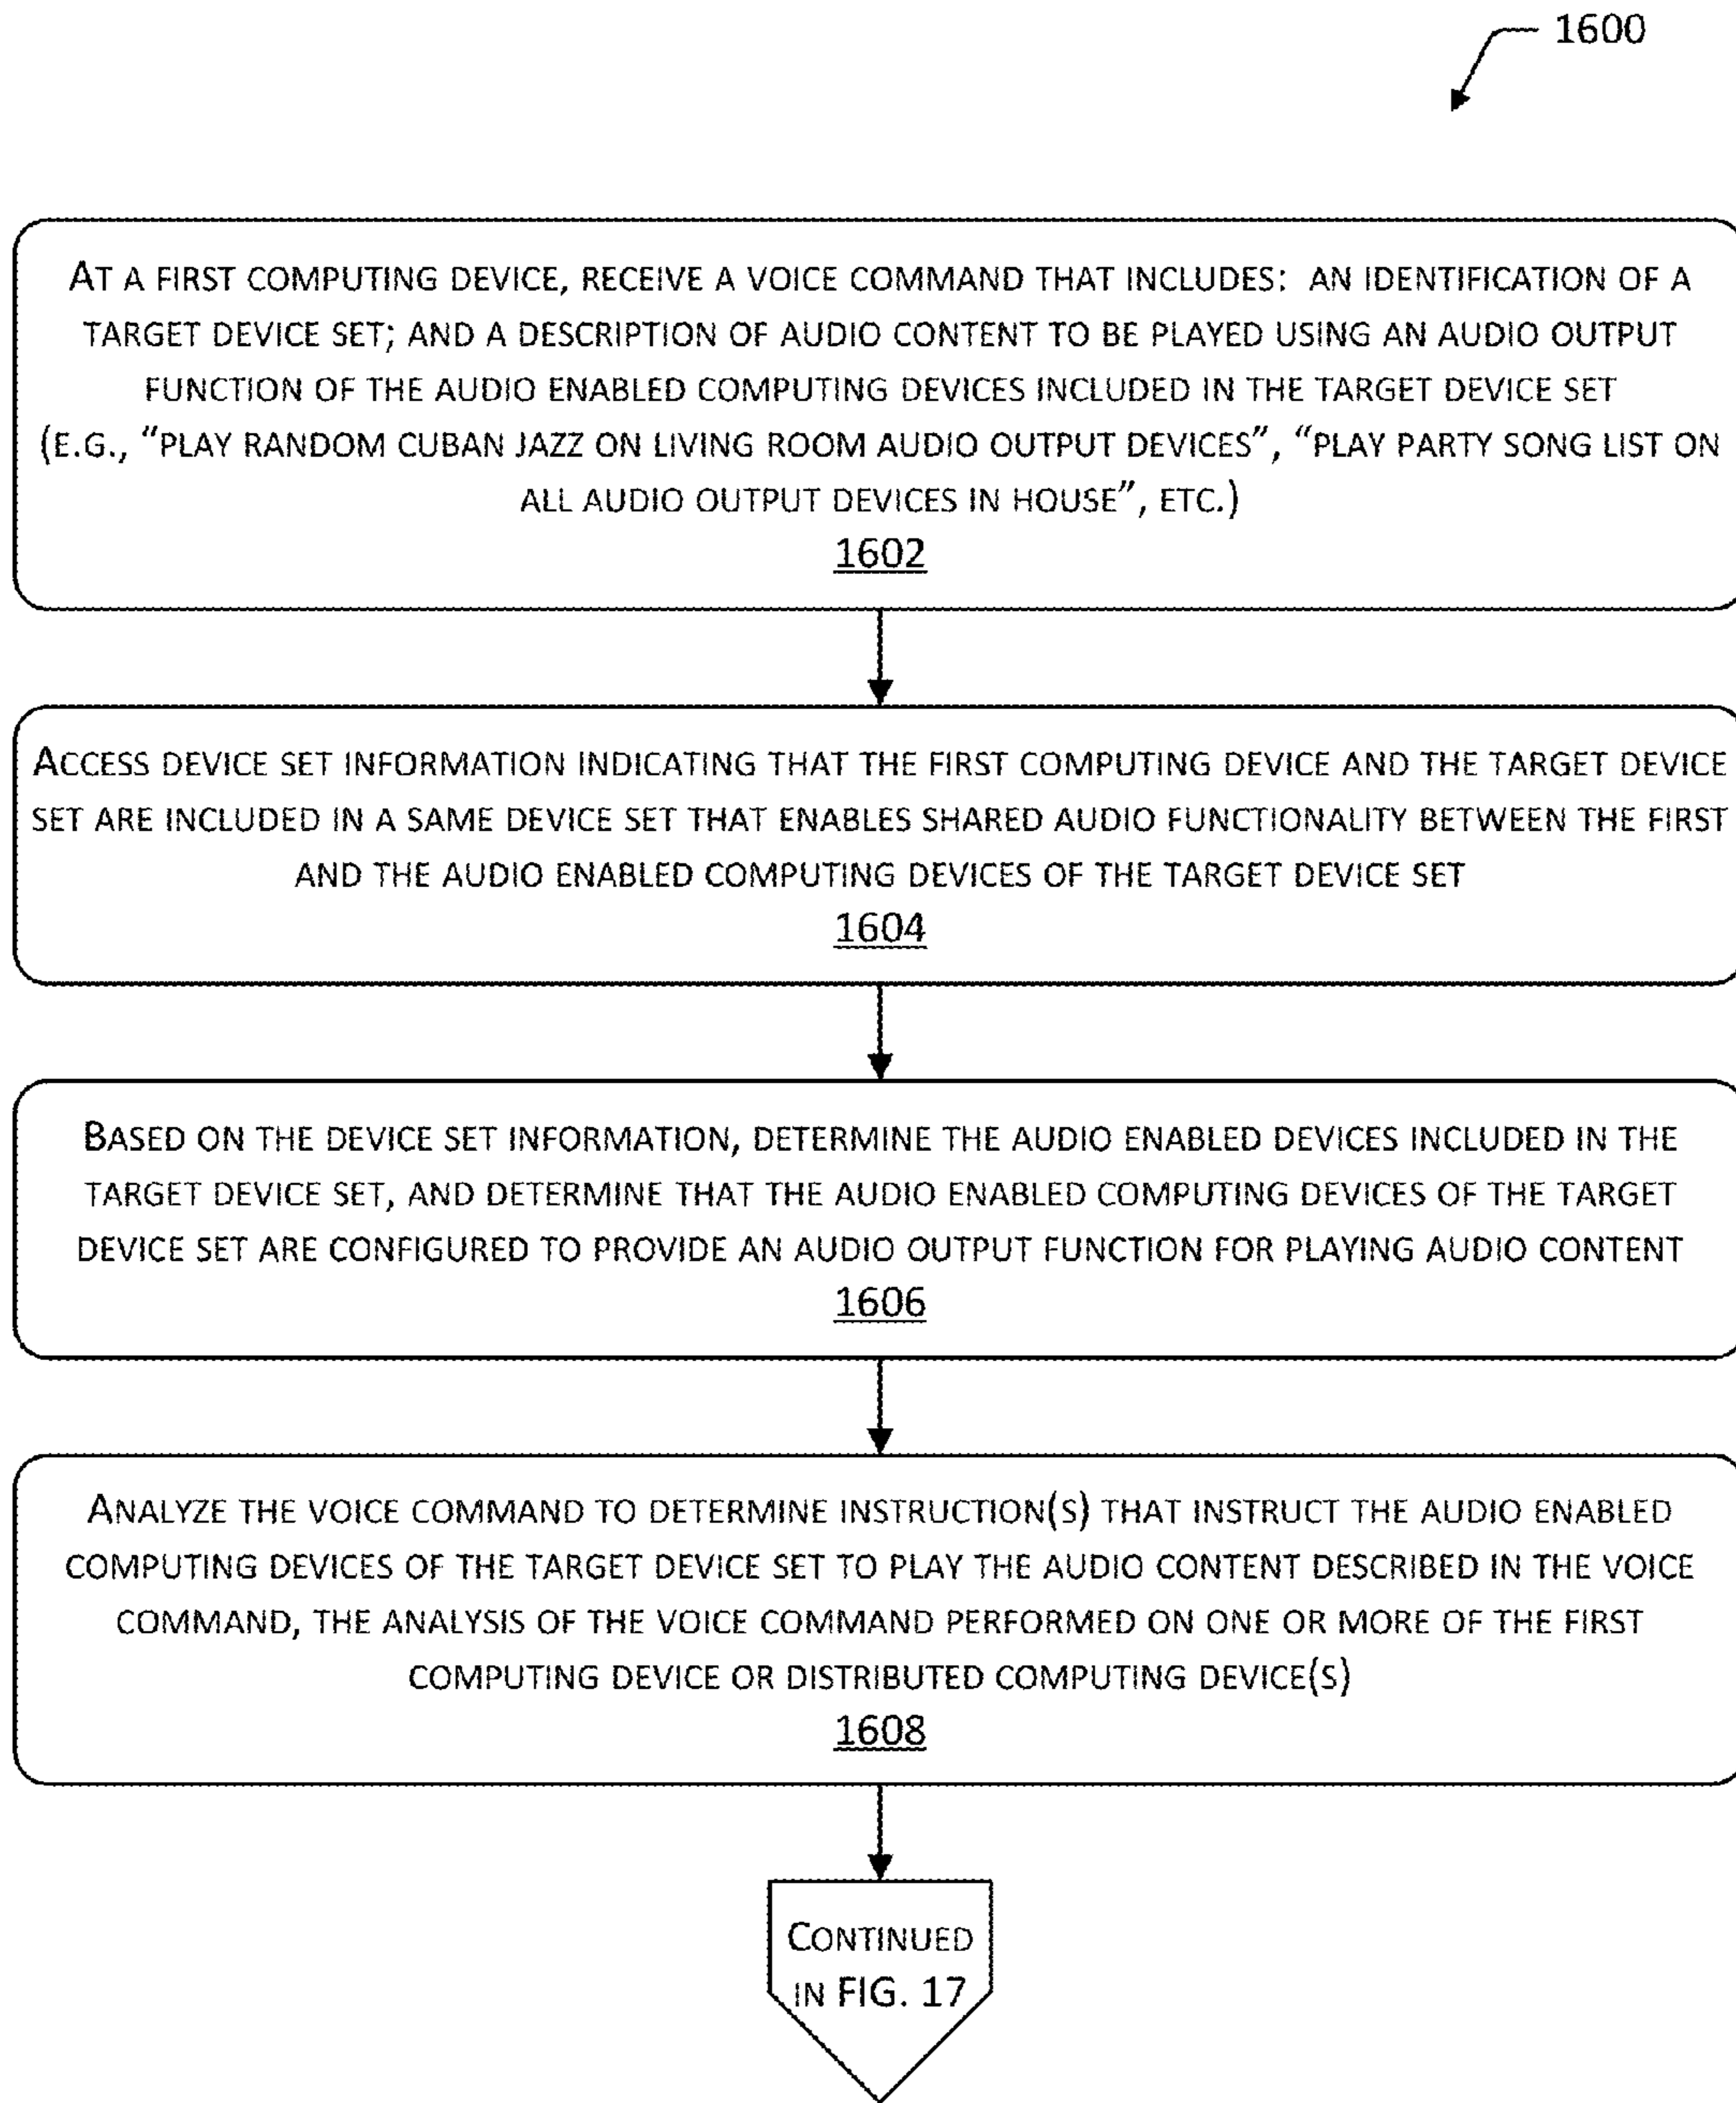 1600
AT A FIRST COMPUTING DEVICE, RECEIVE A VOICE COMMAND THAT INCLUDES: AN IDENTIFICATION OF A
TARGET DEVICE SET; AND A DESCRIPTION OF AUDIO CONTENT TO BE PLAYED USING AN AUDIO OUTPUT
FUNCTION OF THE AUDIO ENABLED COMPUTING DEVICES INCLUDED IN THE TARGET DEVICE SET
(E.G., “PLAY RANDOM CUBAN JAZZ ON LIVING ROOM AUDIO OUTPUT DEVICES”, “PLAY PARTY SONG LIST ON
ALL AUDIO OUTPUT DEVICES IN HOUSE”, ETC.)
1602
ACCESS DEVICE SET INFORMATION INDICATING THAT THE FIRST COMPUTING DEVICE AND THE TARGET DEVICE
SET ARE INCLUDED IN A SAME DEVICE SET THAT ENABLES SHARED AUDIO FUNCTIONALITY BETWEEN THE FIRST
AND THE AUDIO ENABLED COMPUTING DEVICES OF THE TARGET DEVICE SET
1604
BASED ON THE DEVICE SET INFORMATION, DETERMINE THE AUDIO ENABLED DEVICES INCLUDED IN THE
TARGET DEVICE SET, AND DETERMINE THAT THE AUDIO ENABLED COMPUTING DEVICES OF THE TARGET
DEVICE SET ARE CONFIGURED TO PROVIDE AN AUDIO OUTPUT FUNCTION FOR PLAYING AUDIO CONTENT
1606
ANALYZE THE VOICE COMMAND TO DETERMINE INSTRUCTION(S) THAT INSTRUCT THE AUDIO ENABLED
COMPUTING DEVICES OF THE TARGET DEVICE SET TO PLAY THE AUDIO CONTENT DESCRIBED IN THE VOICE
COMMAND, THE ANALYSIS OF THE VOICE COMMAND PERFORMED ON ONE OR MORE OF THE FIRST
COMPUTING DEVICE OR DISTRIBUTED COMPUTING DEVICE(S)
1608
CONTINUED
IN FIG. 17